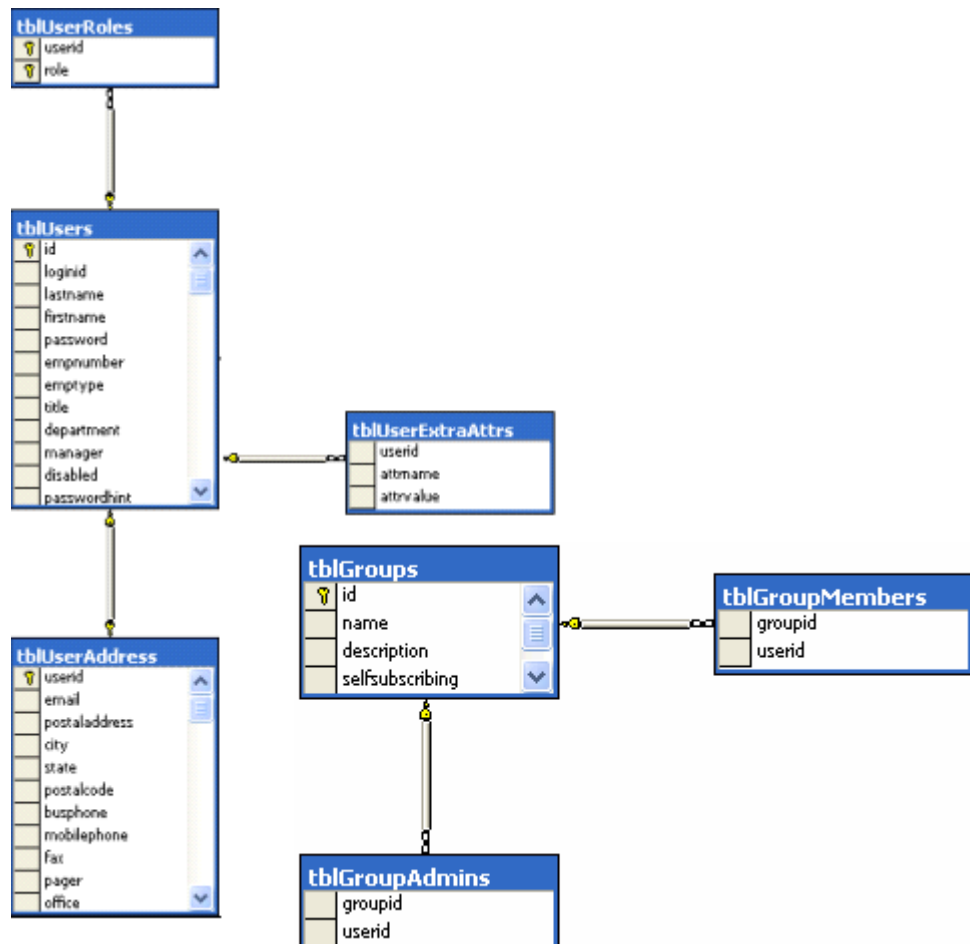 tblUserRoles
userid
role
tblUsers
id
loginid
lastname
firstname
password
empnumber
emptype
title
department
manager
disabled
passwordhint
tblUserExtraAttrs
userid
attrname
attrvalue
tblUserAddress
userid
email
postaladdress
city
state
postalcode
busphone
mobilephone
fax
pager
office
tblGroups
id
name
description
selfsubscribing
tblGroupMembers
groupid
userid
tblGroupAdmins
groupid
userid